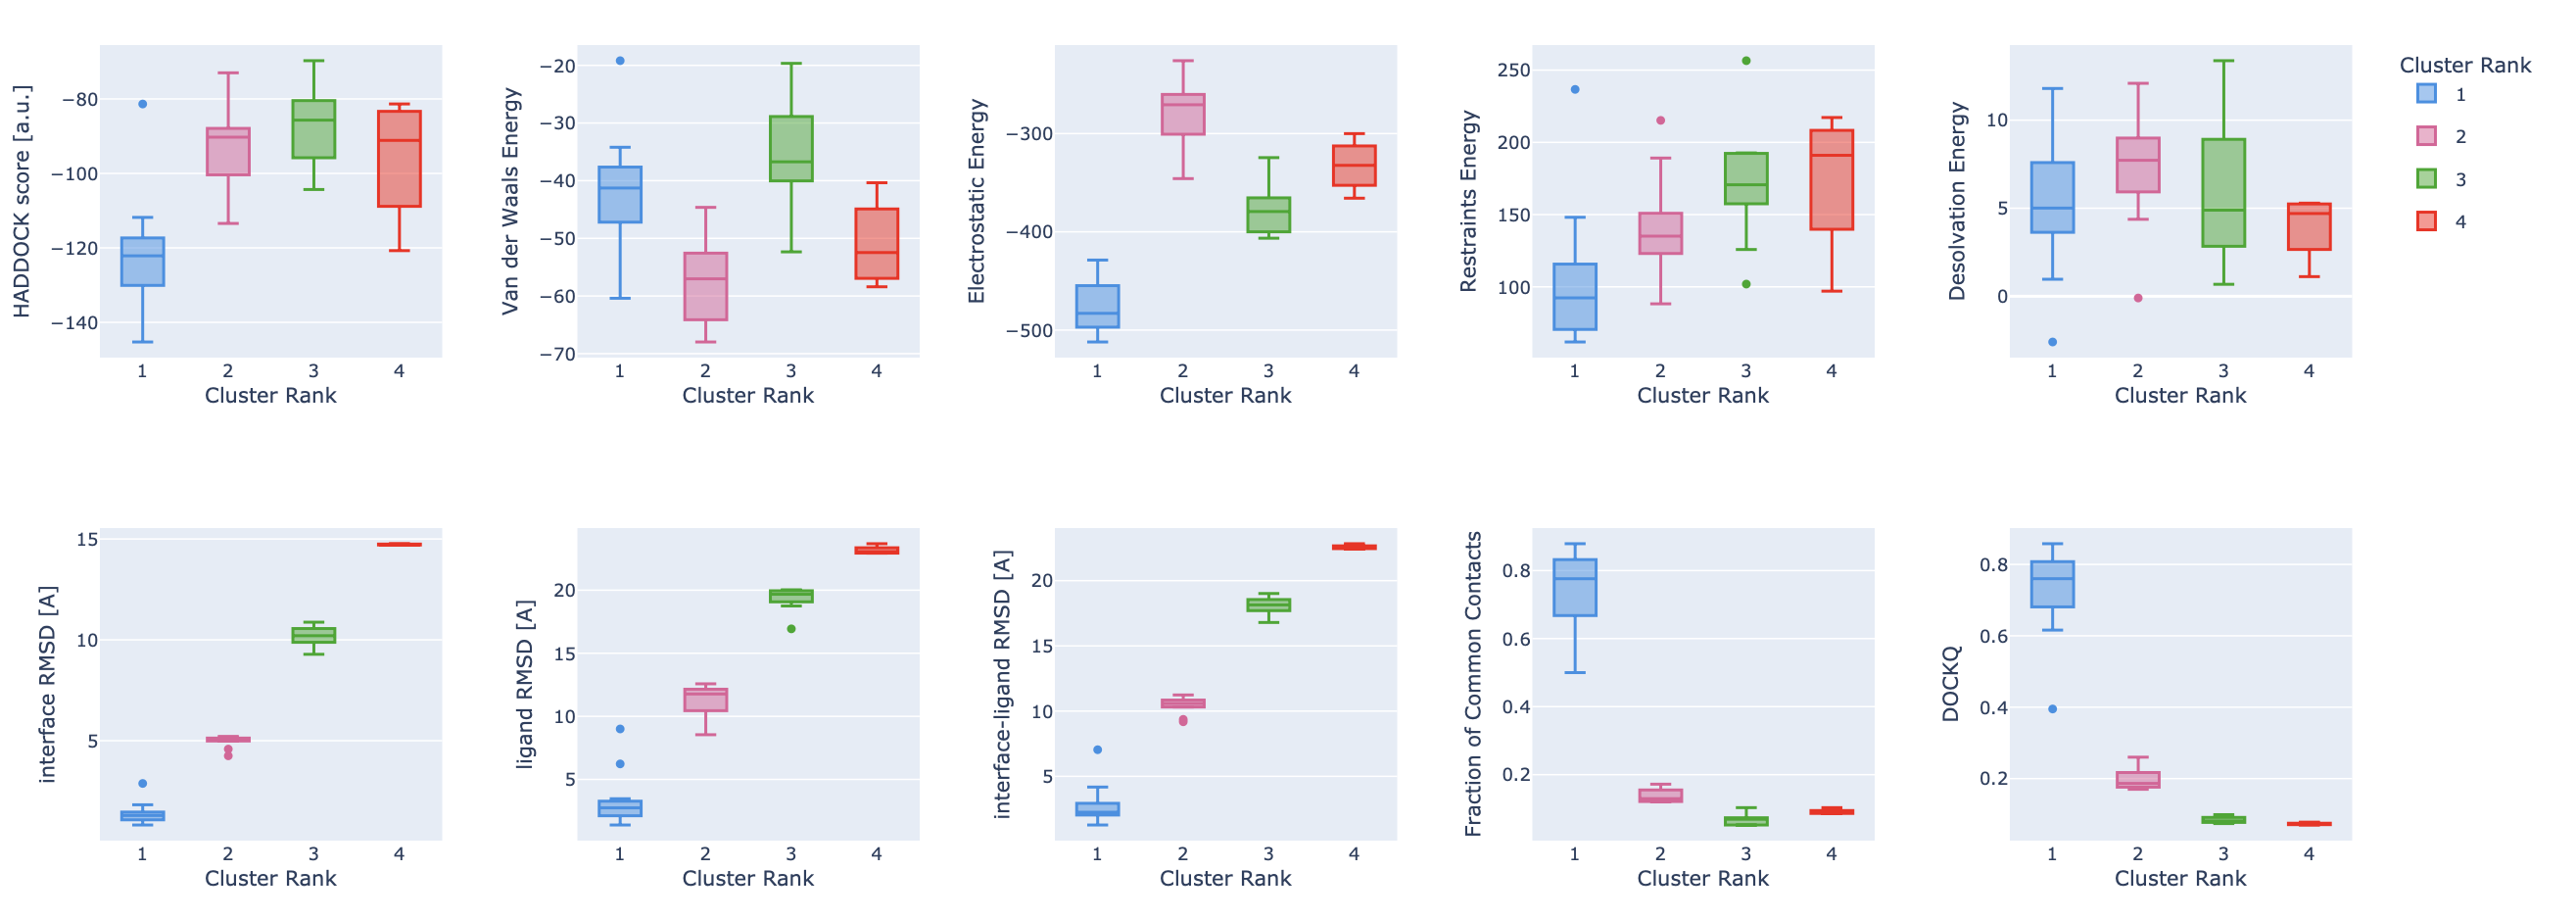 HADDOCK score [a.u.]
−80
−100
−120
−140
1 2 3 4
Cluster Rank
Van der Waals Energy
−20
−30
−40
−50
−60
−70
1 2 3 4
Cluster Rank
Electrostatic Energy
−300
−400
−500
1 2 3 4
Cluster Rank
Restraints Energy
250
200
150
100
1 2 3 4
Cluster Rank
Desolvation Energy
10
5
0
1 2 3 4
Cluster Rank
Cluster Rank
1
2
3
4
interface RMSD [A]
15
10
5
1 2 3 4
Cluster Rank
ligand RMSD [A]
20
15
10
5
1 2 3 4
Cluster Rank
interface-ligand RMSD [A]
20
15
10
5
1 2 3 4
Cluster Rank
Fraction of Common Contacts
0.8
0.6
0.4
0.2
1 2 3 4
Cluster Rank
DOCKQ
0.8
0.6
0.4
0.2
1 2 3 4
Cluster Rank